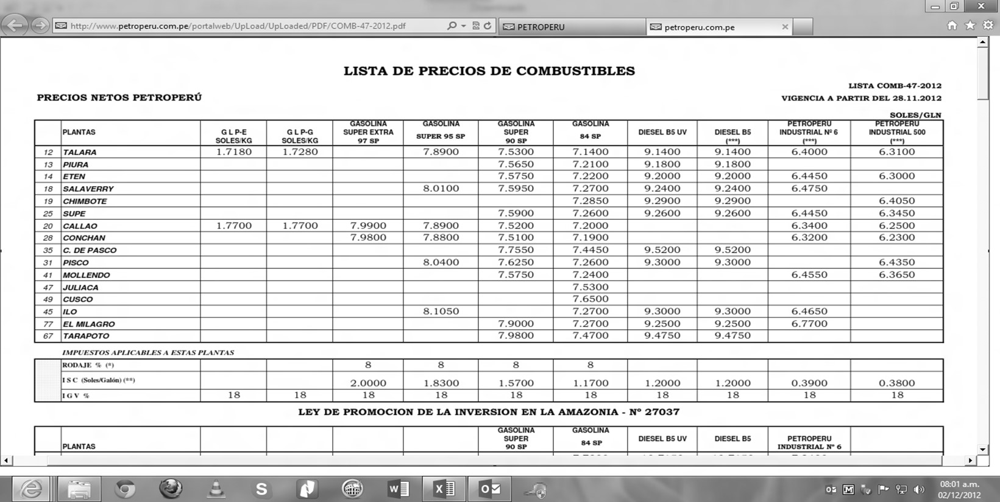 http://www.petroperu.com.pe/portalweb/UpLoad/UpLoaded/PDF/COMB-47-2012.pdf PETROPERU petroperu.com.pe
LISTA DE PRECIOS DE COMBUSTIBLES
LISTA COMB-47-2012
PRECIOS NETOS PETROPERÚ VIGENCIA A PARTIR DEL 28.11.2012
SOLES/GLN
PLANTAS G L P-E SOLES/KG G L P-G SOLES/KG GASOLINA SUPER EXTRA 97 SP GASOLINA SUPER 95 SP GASOLINA SUPER 90 SP GASOLINA 84 SP DIESEL B5 UV DIESEL B5 (***) PETROPERU INDUSTRIAL Nº 6 (***) PETROPERU INDUSTRIAL 500 (***)
12 TALARA 1.7180 1.7280 7.8900 7.5300 7.1400 9.1400 9.1400 6.4000 6.3100
13 PIURA 7.5650 7.2100 9.1800 9.1800
14 ETEN 7.5750 7.2200 9.2000 9.2000 6.4450 6.3000
18 SALAVERRY 8.0100 7.5950 7.2700 9.2400 9.2400 6.4750
19 CHIMBOTE 7.2850 9.2900 9.2900 6.4050
25 SUPE 7.5900 7.2600 9.2600 9.2600 6.4450 6.3450
20 CALLAO 1.7700 1.7700 7.9900 7.8900 7.5200 7.2000 6.3400 6.2500
28 CONCHAN 7.9800 7.8800 7.5100 7.1900 6.3200 6.2300
35 C. DE PASCO 7.7550 7.4450 9.5200 9.5200
31 PISCO 8.0400 7.6250 7.2600 9.3000 9.3000 6.4350
41 MOLLENDO 7.5750 7.2400 6.4550 6.3650
47 JULIACA 7.5300
49 CUSCO 7.6500
45 ILO 8.1050 7.2700 9.3000 9.3000 6.4650
77 EL MILAGRO 7.9000 7.2700 9.2500 9.2500 6.7700
67 TARAPOTO 7.9800 7.4700 9.4750 9.4750
IMPUESTOS APLICABLES A ESTAS PLANTAS
RODAJE % (*) 8 8 8 8
I S C (Soles/Galón) (**) 2.0000 1.8300 1.5700 1.1700 1.2000 1.2000 0.3900 0.3800
I G V % 18 18 18 18 18 18 18 18 18 18
LEY DE PROMOCION DE LA INVERSION EN LA AMAZONIA - Nº 27037
PLANTAS GASOLINA SUPER 90 SP GASOLINA 84 SP DIESEL B5 UV DIESEL B5 PETROPERU INDUSTRIAL Nº 6
08:01 a.m.
02/12/2012